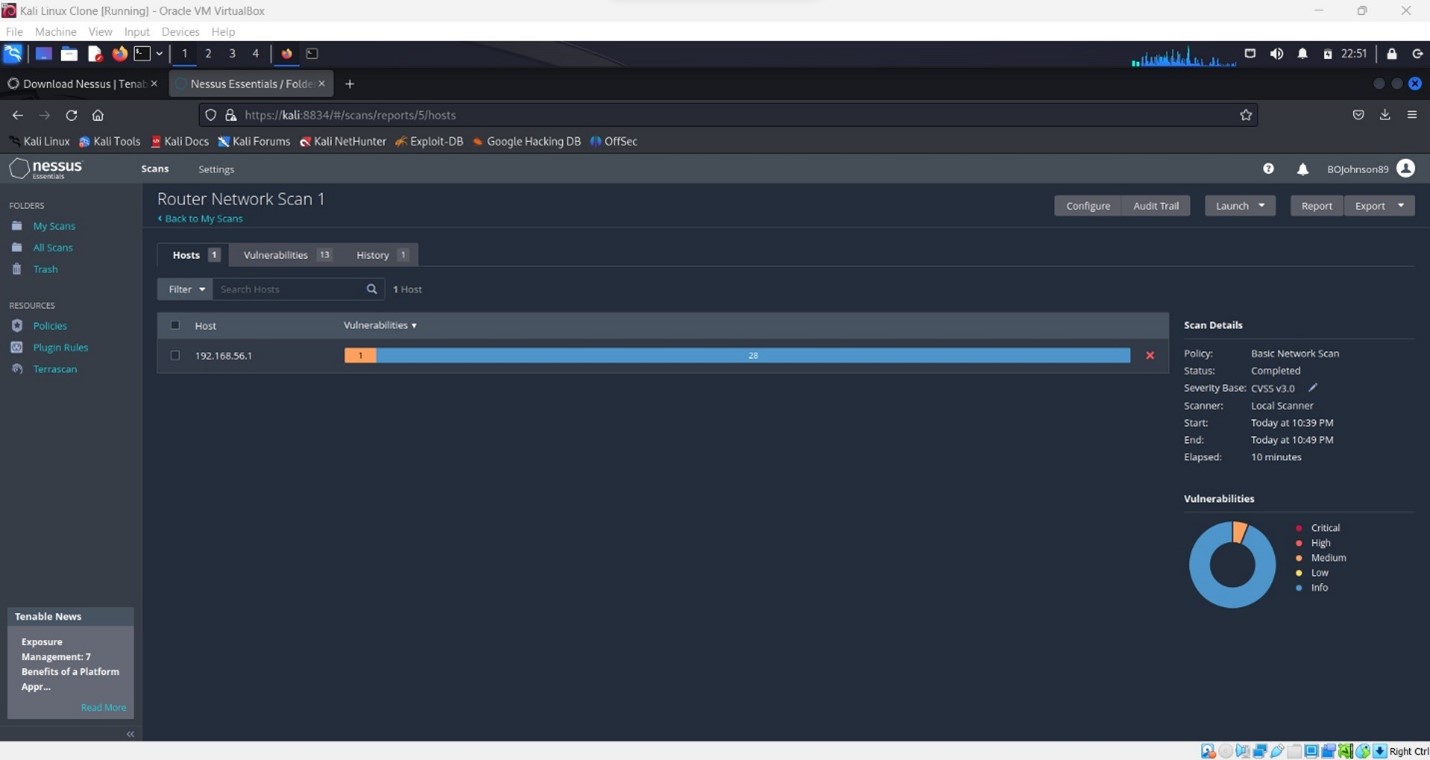 Kali Linux Clone [Running] - Oracle VM VirtualBox
File Machine View Input Devices Help
1 2 3 4 22:51
Download Nessus | Tenab Nessus Essentials / Folde
https://kali:8834/#/scans/reports/5/hosts
Kali Linux Kali Tools Kali Docs Kali Forums Kali NetHunter Exploit-DB Google Hacking DB OffSec
nessus Scans Settings BOJohnson89
Essentials
Router Network Scan 1
Configure Audit Trail Launch Report Export
‹ Back to My Scans
FOLDERS
My Scans
All Scans
Trash
RESOURCES
Policies
Plugin Rules
Terrascan
Hosts 1 Vulnerabilities 13 History 1
Filter Search Hosts 1 Host
Host Vulnerabilities
192.168.56.1 1 28
Scan Details
Policy: Basic Network Scan
Status: Completed
Severity Base: CVSS v3.0
Scanner: Local Scanner
Start: Today at 10:39 PM
End: Today at 10:49 PM
Elapsed: 10 minutes
Vulnerabilities
Critical
High
Medium
Low
Info
Tenable News
Exposure
Management: 7
Benefits of a Platform
Appr...
Read More
Right Ctrl